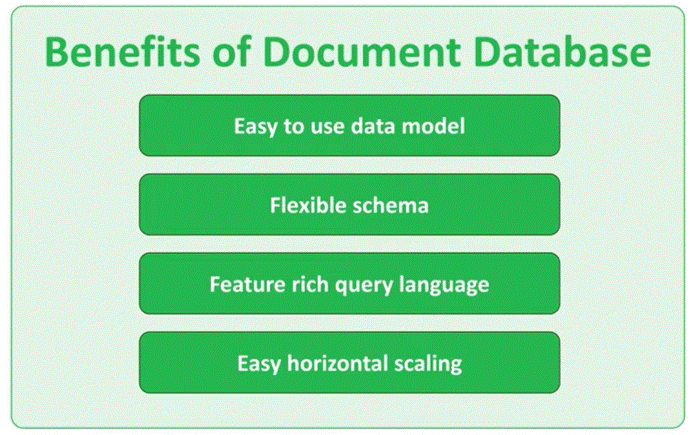 Benefits of Document Database
Easy to use data model
Flexible schema
Feature rich query language
Easy horizontal scaling